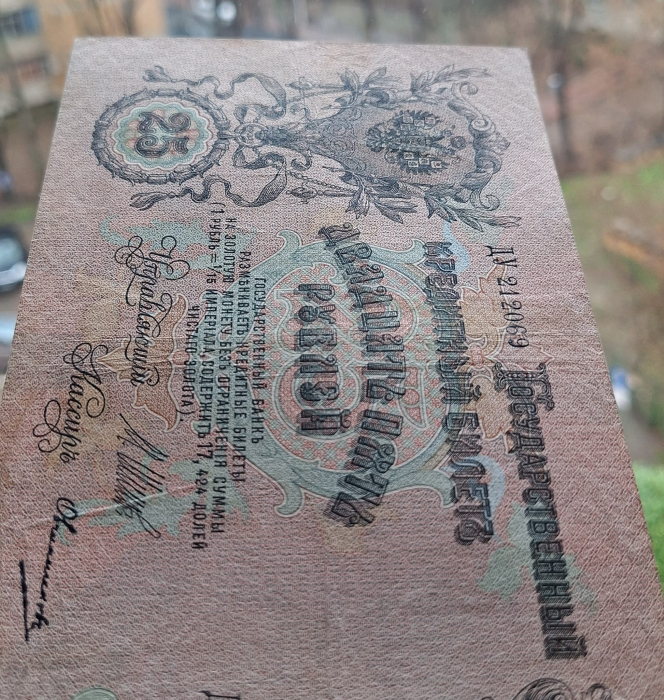 25
ДУ 212069
Государственный
КРЕДИТНЫЙ БИЛЕТЪ
ДВАДЦАТЬ ПЯТЬ
РУБЛЕЙ
ГОСУДАРСТВЕННЫЙ БАНКЪ
РАЗМѢНИВАЕТЪ КРЕДИТНЫЕ БИЛЕТЫ
НА ЗОЛОТУЮ МОНЕТУ БЕЗЪ ОГРАНИЧЕНІЯ СУММЫ
(1 РУБЛЬ = 1/15 ИМПЕРІАЛА, СОДЕРЖИТЪ 17, 424 ДОЛЕЙ
ЧИСТАГО ЗОЛОТА)
Управляющій
Кассиръ